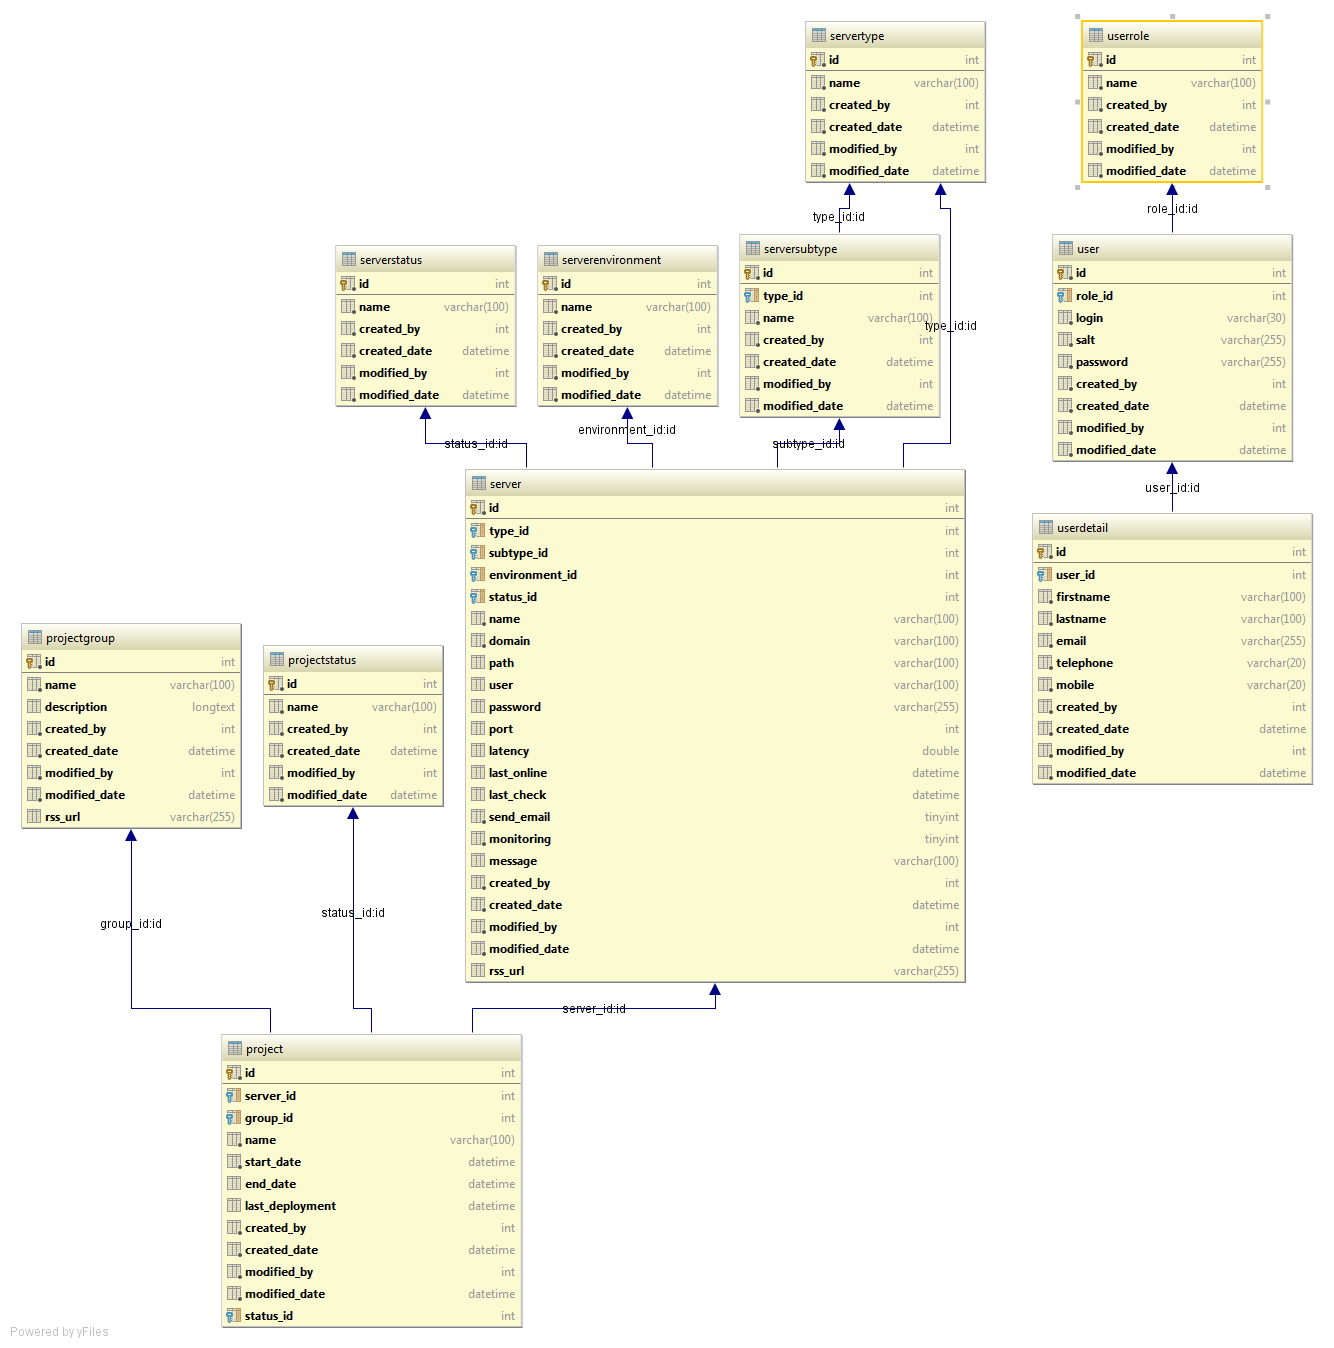 servertype
id int
name varchar(100)
created_by int
created_date datetime
modified_by int
modified_date datetime
userrole
id int
name varchar(100)
created_by int
created_date datetime
modified_by int
modified_date datetime
type_id:id
role_id:id
serverstatus
id int
name varchar(100)
created_by int
created_date datetime
modified_by int
modified_date datetime
serverenvironment
id int
name varchar(100)
created_by int
created_date datetime
modified_by int
modified_date datetime
serversubtype
id int
type_id int
name varchar(100)
created_by int
created_date datetime
modified_by int
modified_date datetime
type_id:id
user
id int
role_id int
login varchar(30)
salt varchar(255)
password varchar(255)
created_by int
created_date datetime
modified_by int
modified_date datetime
status_id:id
environment_id:id
subtype_id:id
user_id:id
server
id int
type_id int
subtype_id int
environment_id int
status_id int
name varchar(100)
domain varchar(100)
path varchar(100)
user varchar(100)
password varchar(255)
port int
latency double
last_online datetime
last_check datetime
send_email tinyint
monitoring tinyint
message varchar(100)
created_by int
created_date datetime
modified_by int
modified_date datetime
rss_url varchar(255)
userdetail
id int
user_id int
firstname varchar(100)
lastname varchar(100)
email varchar(255)
telephone varchar(20)
mobile varchar(20)
created_by int
created_date datetime
modified_by int
modified_date datetime
projectgroup
id int
name varchar(100)
description longtext
created_by int
created_date datetime
modified_by int
modified_date datetime
rss_url varchar(255)
projectstatus
id int
name varchar(100)
created_by int
created_date datetime
modified_by int
modified_date datetime
group_id:id
status_id:id
server_id:id
project
id int
server_id int
group_id int
name varchar(100)
start_date datetime
end_date datetime
last_deployment datetime
created_by int
created_date datetime
modified_by int
modified_date datetime
status_id int
Powered by yFiles